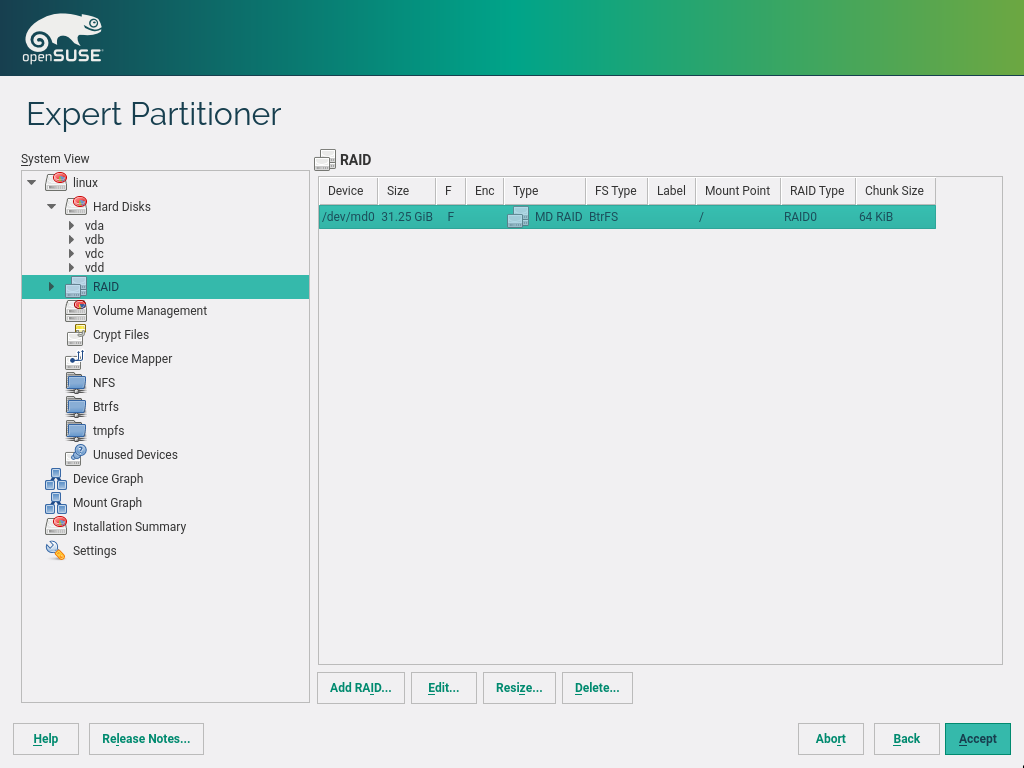 openSUSE
Expert Partitioner
System View
linux
Hard Disks
vda
vdb
vdc
vdd
RAID
Volume Management
Crypt Files
Device Mapper
NFS
Btrfs
tmpfs
Unused Devices
Device Graph
Mount Graph
Installation Summary
Settings
RAID
Device Size F Enc Type FS Type Label Mount Point RAID Type Chunk Size
/dev/md0 31.25 GiB F MD RAID BtrFS / RAID0 64 KiB
Add RAID... Edit... Resize... Delete...
Help Release Notes... Abort Back Accept